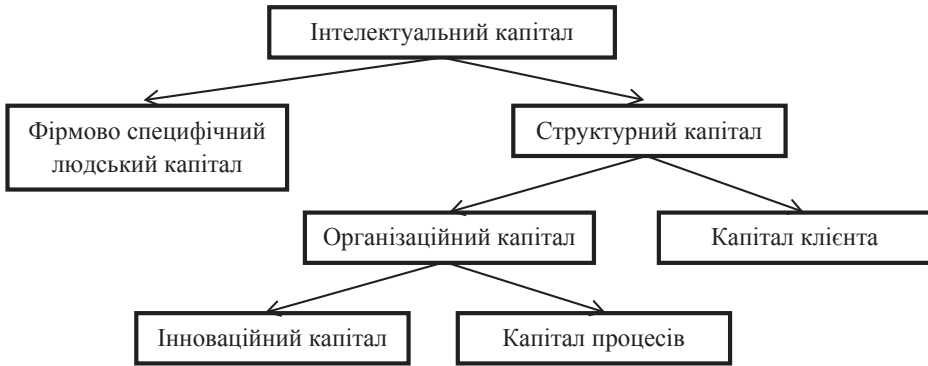 Інтелектуальний капітал
Фірмово специфічний
людський капітал
Структурний капітал
Організаційний капітал
Капітал клієнта
Інноваційний капітал
Капітал процесів